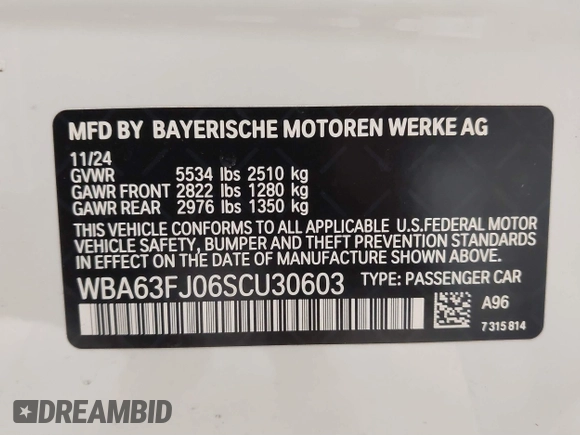 MFD BY BAYERISCHE MOTOREN WERKE AG
11/24
GVWR 5534 lbs 2510 kg
GAWR FRONT 2822 lbs 1280 kg
GAWR REAR 2976 lbs 1350 kg
THIS VEHICLE CONFORMS TO ALL APPLICABLE U.S.FEDERAL MOTOR
VEHICLE SAFETY, BUMPER AND THEFT PREVENTION STANDARDS
IN EFFECT ON THE DATE OF MANUFACTURE SHOWN ABOVE.
WBA63FJ06SCU30603 TYPE: PASSENGER CAR
A96
7 315 814
DREAMBID